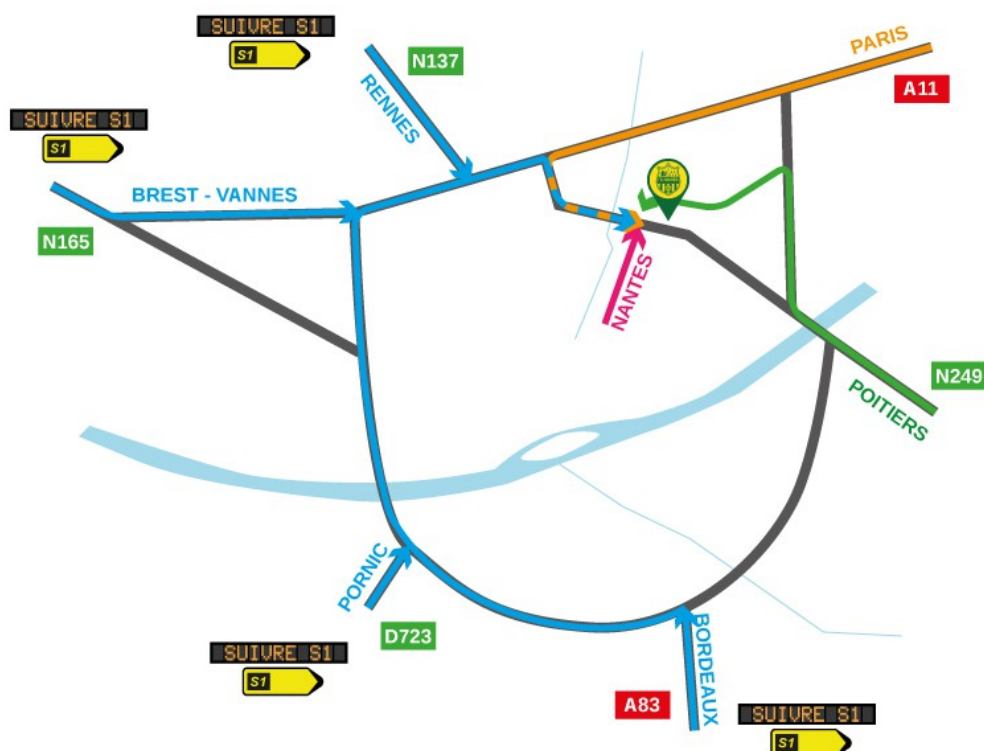 SUIVRE S1
S1
N137
PARIS
A11
RENNES
SUIVRE S1
S1
BREST - VANNES
N165
NANTES
N249
POITIERS
PORNIC
D723
SUIVRE S1
S1
BORDEAUX
A83
SUIVRE S1
S1